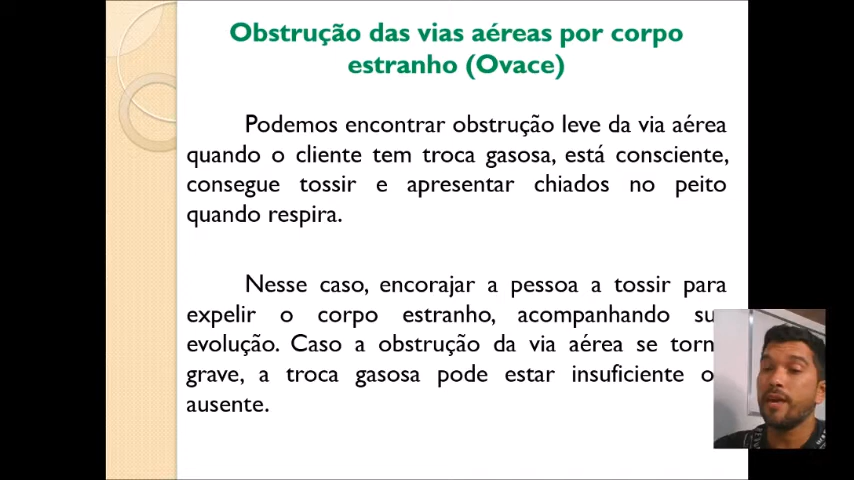 Obstrução das vias aéreas por corpo
estranho (Ovace)
Podemos encontrar obstrução leve da via aérea
quando o cliente tem troca gasosa, está consciente,
consegue tossir e apresentar chiados no peito
quando respira.
Nesse caso, encorajar a pessoa a tossir para
expelir o corpo estranho, acompanhando
evolução. Caso a obstrução da via aérea se
grave, a troca gasosa pode estar insuficiente
ausente.